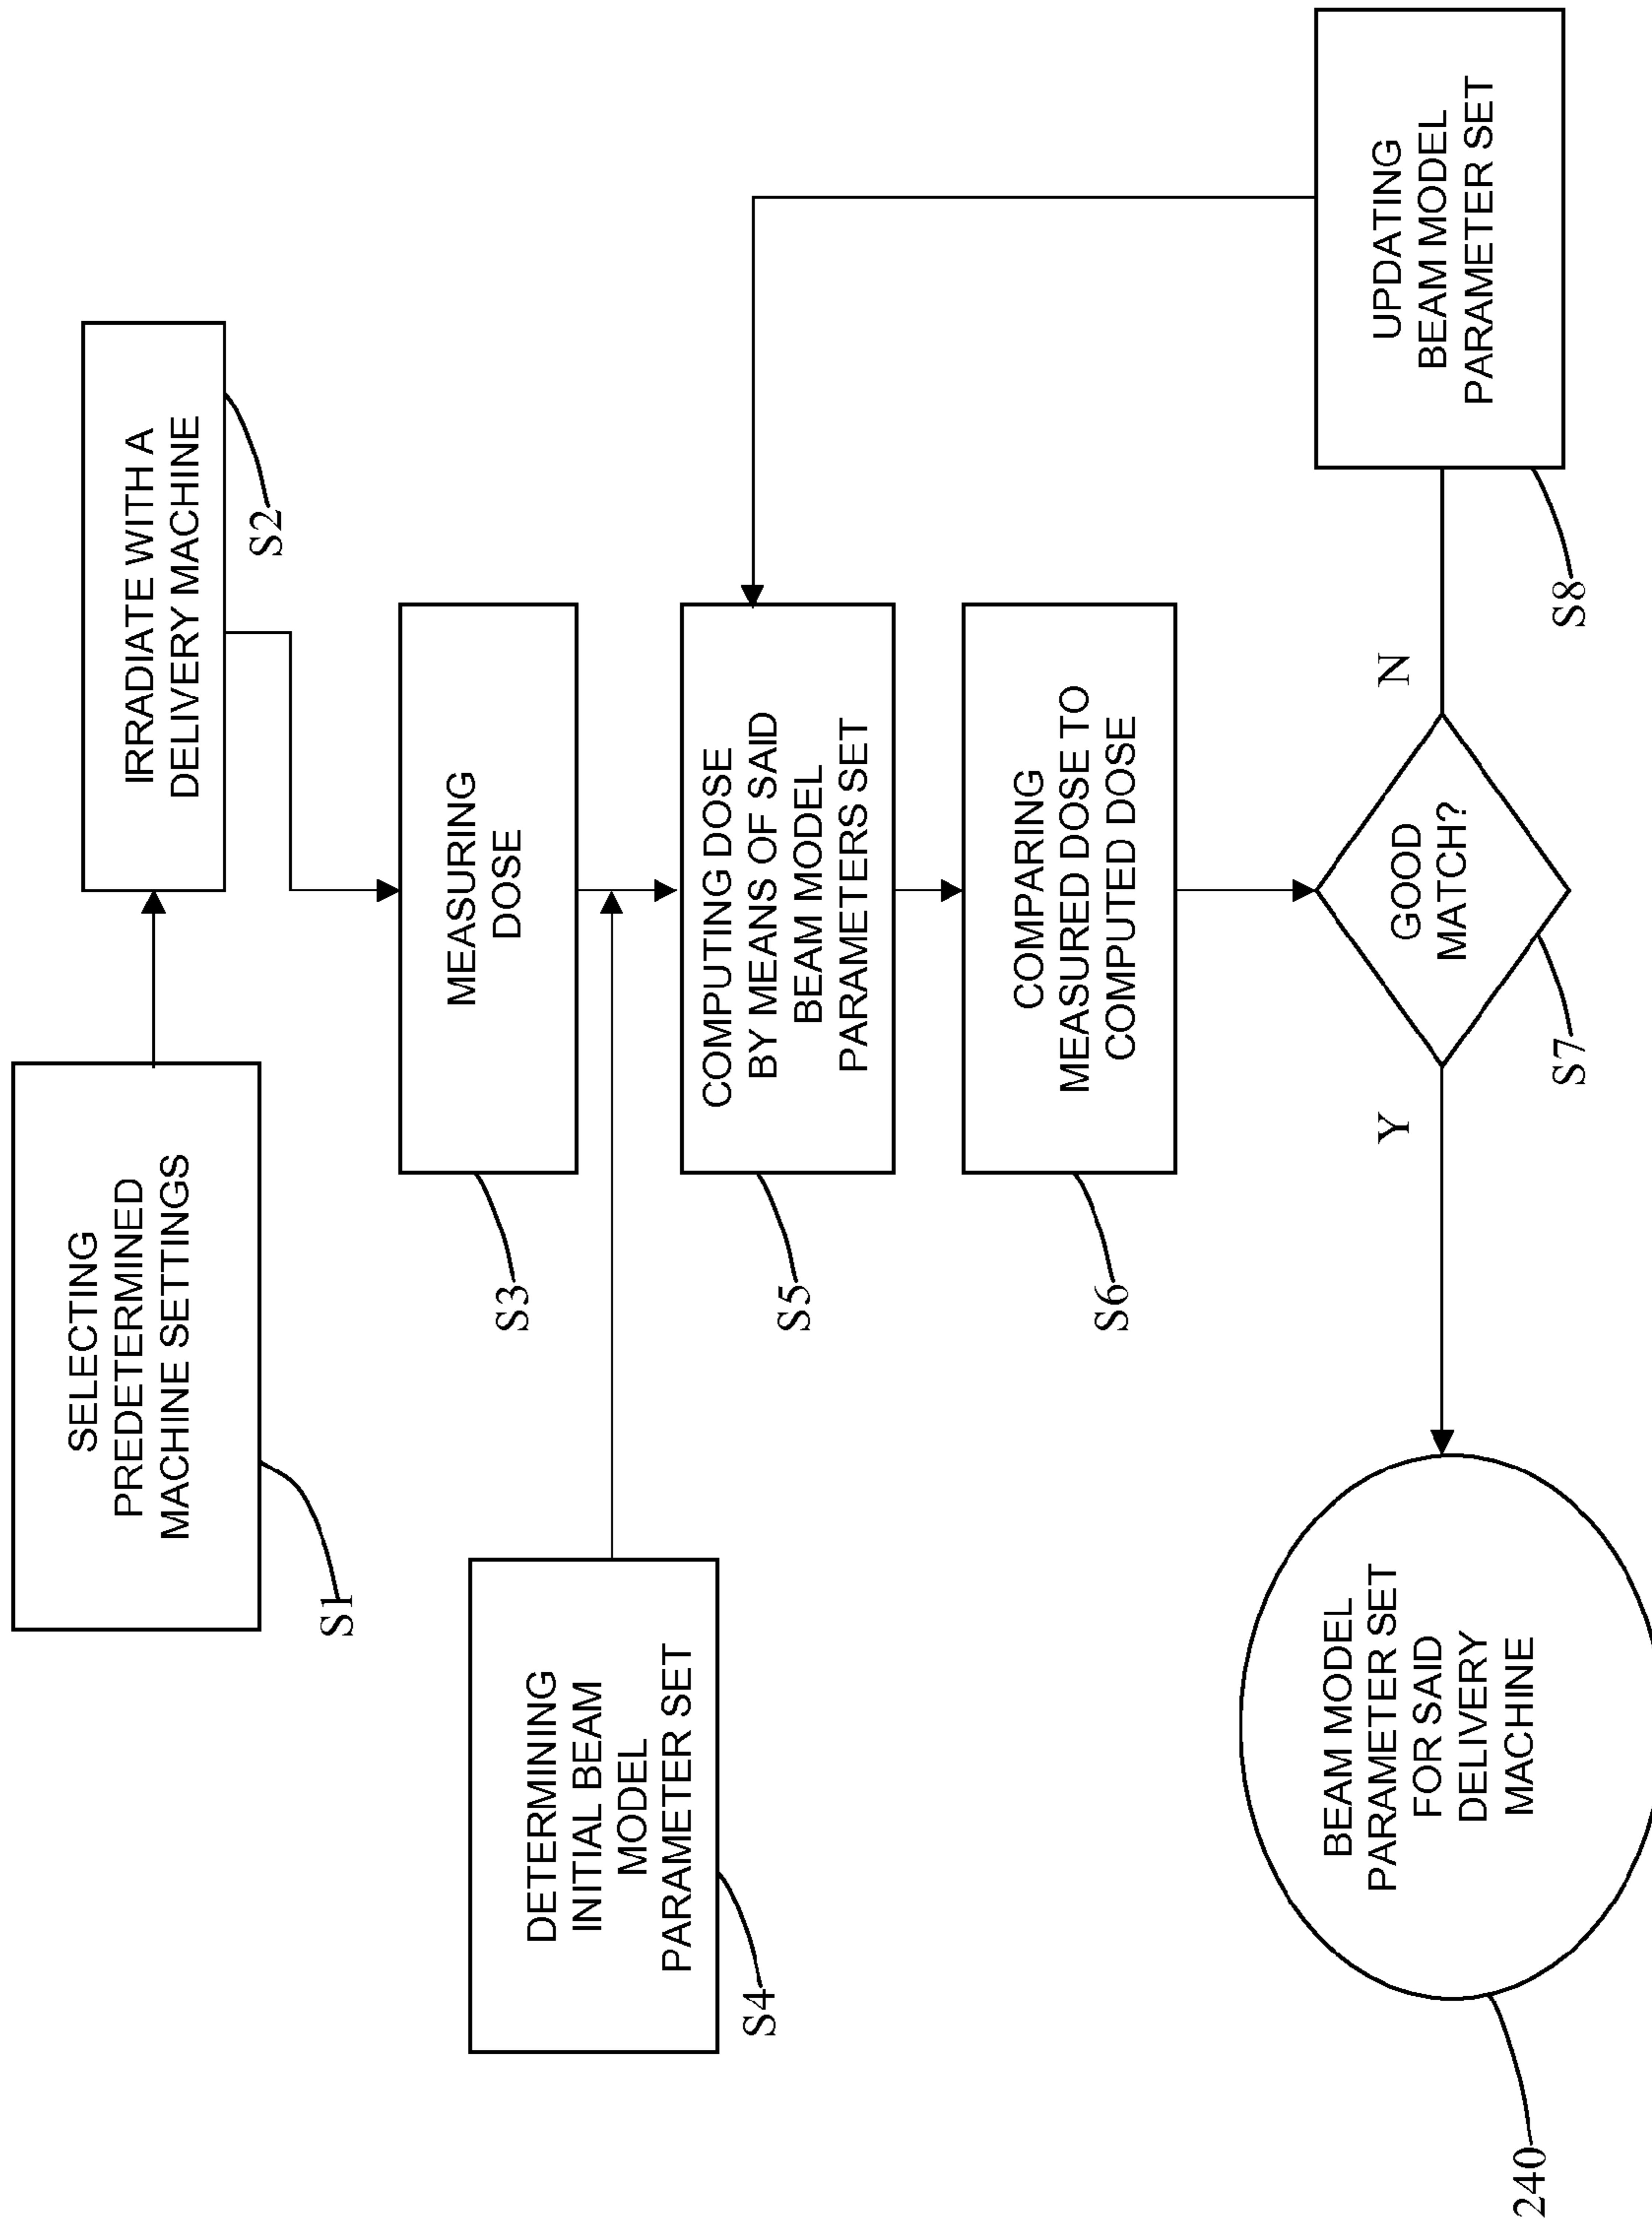 SELECTING
PREDETERMINED
MACHINE SETTINGS
S1
IRRADIATE WITH A
DELIVERY MACHINE
S2
MEASURING
DOSE
S3
DETERMINING
INITIAL BEAM
MODEL
PARAMETER SET
S4
COMPUTING DOSE
BY MEANS OF SAID
BEAM MODEL
PARAMETERS SET
S5
COMPARING
MEASURED DOSE TO
COMPUTED DOSE
S6
GOOD
MATCH?
S7
Y
N
UPDATING
BEAM MODEL
PARAMETER SET
S8
BEAM MODEL
PARAMETER SET
FOR SAID
DELIVERY
MACHINE
240